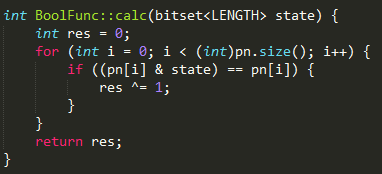 int BoolFunc::calc(bitset<LENGTH> state) {
    int res = 0;
    for (int i = 0; i < (int)pn.size(); i++) {
        if ((pn[i] & state) == pn[i]) {
            res ^= 1;
        }
    }
    return res;
}